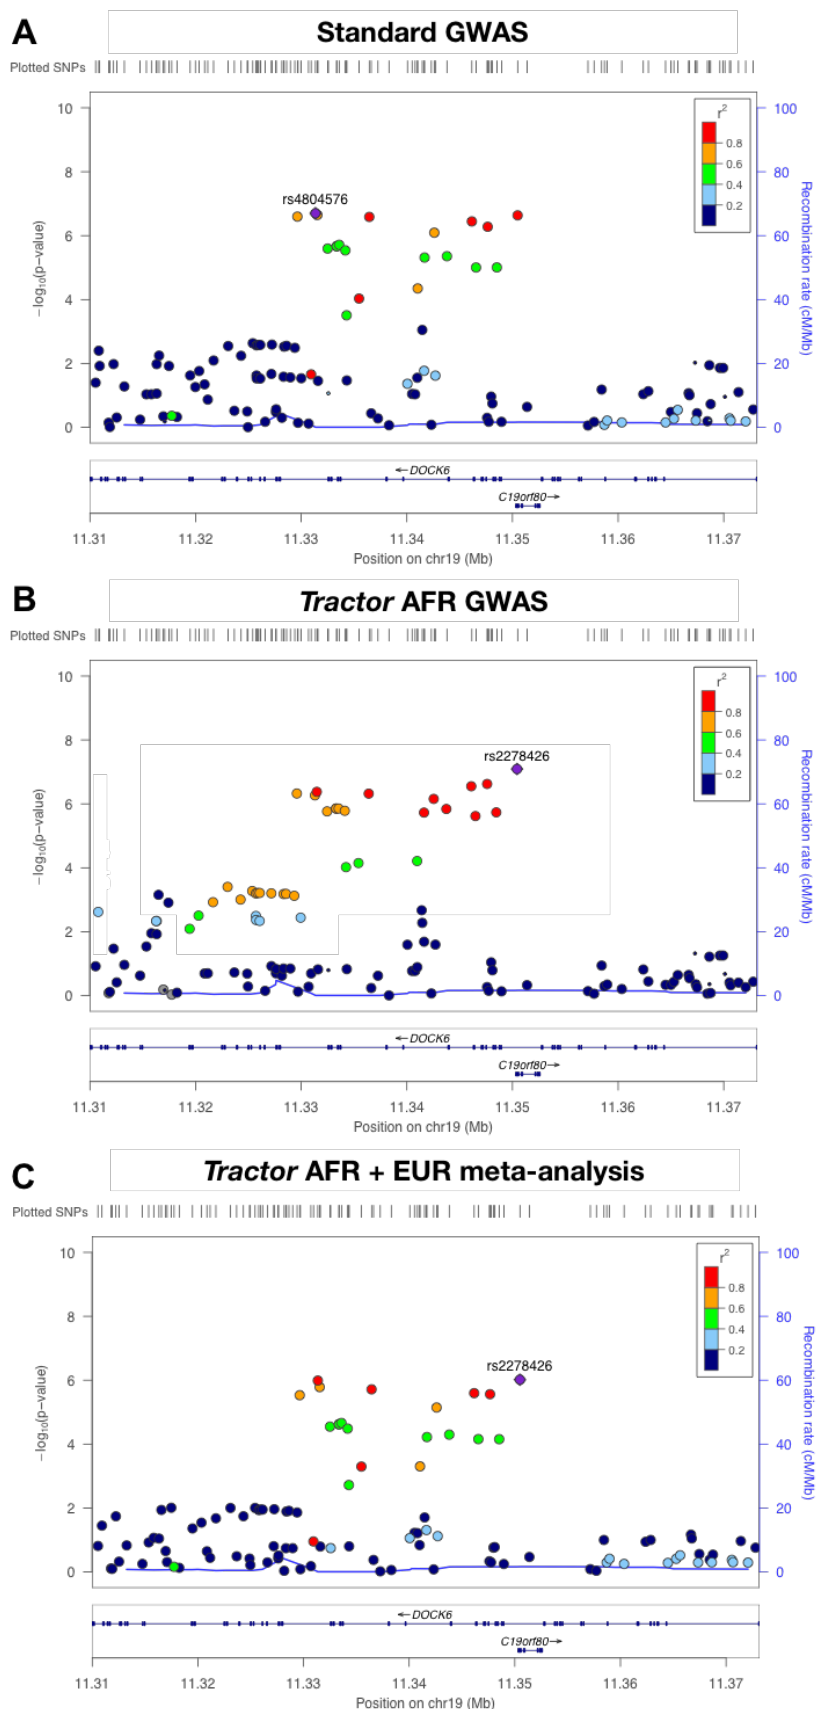 A
Standard GWAS
Plotted SNPs
10
8
6
4
2
0
−log10(p−value)
100
80
60
40
20
0
Recombination rate (cM/Mb)
r2
0.8
0.6
0.4
0.2
rs4804576
←DOCK6
C19orf80→
11.31 11.32 11.33 11.34 11.35 11.36 11.37
Position on chr19 (Mb)
B
Tractor AFR GWAS
Plotted SNPs
10
8
6
4
2
0
−log10(p−value)
100
80
60
40
20
0
Recombination rate (cM/Mb)
r2
0.8
0.6
0.4
0.2
rs2278426
←DOCK6
C19orf80→
11.31 11.32 11.33 11.34 11.35 11.36 11.37
Position on chr19 (Mb)
C
Tractor AFR + EUR meta-analysis
Plotted SNPs
10
8
6
4
2
0
−log10(p−value)
100
80
60
40
20
0
Recombination rate (cM/Mb)
r2
0.8
0.6
0.4
0.2
rs2278426
←DOCK6
C19orf80→
11.31 11.32 11.33 11.34 11.35 11.36 11.37
Position on chr19 (Mb)